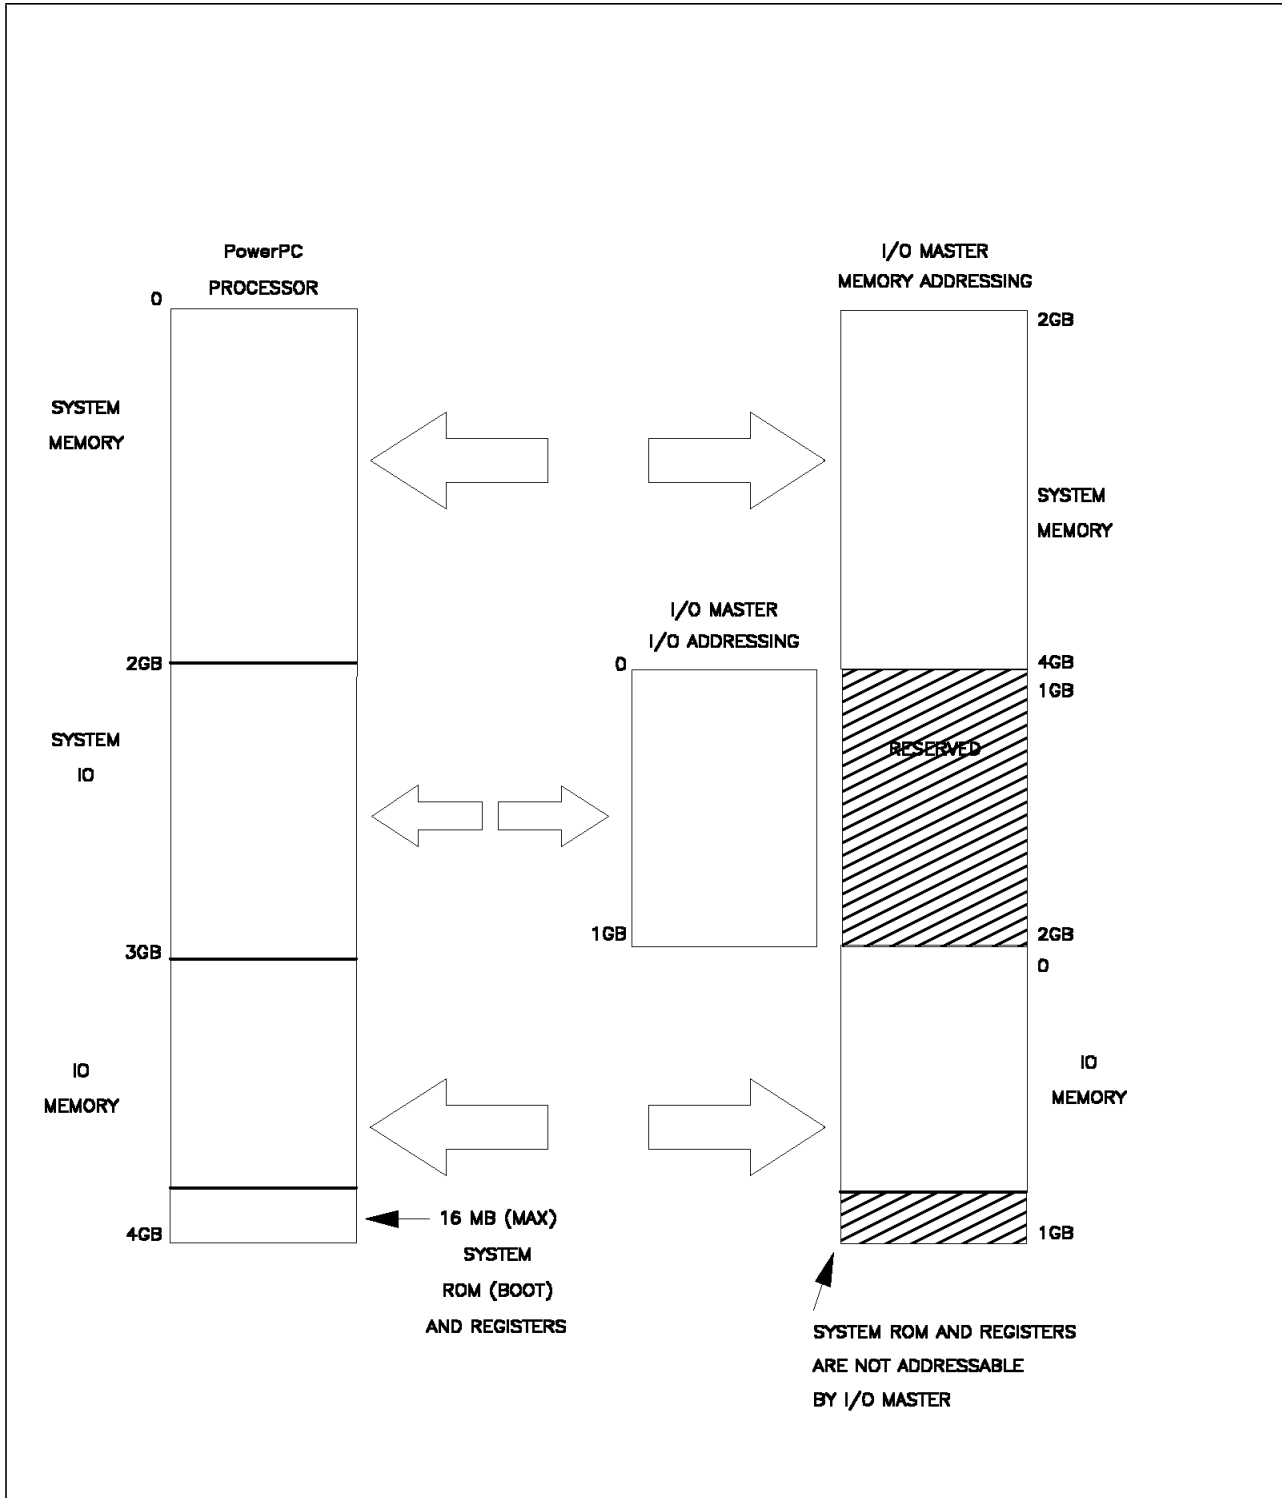 PowerPC
PROCESSOR
I/O MASTER
MEMORY ADDRESSING
0
2GB
SYSTEM
MEMORY
SYSTEM
MEMORY
I/O MASTER
I/O ADDRESSING
2GB
0
4GB
1GB
SYSTEM
IO
RESERVED
3GB
1GB
2GB
0
IO
MEMORY
IO
MEMORY
4GB
16 MB (MAX)
SYSTEM
ROM (BOOT)
AND REGISTERS
1GB
SYSTEM ROM AND REGISTERS
ARE NOT ADDRESSABLE
BY I/O MASTER